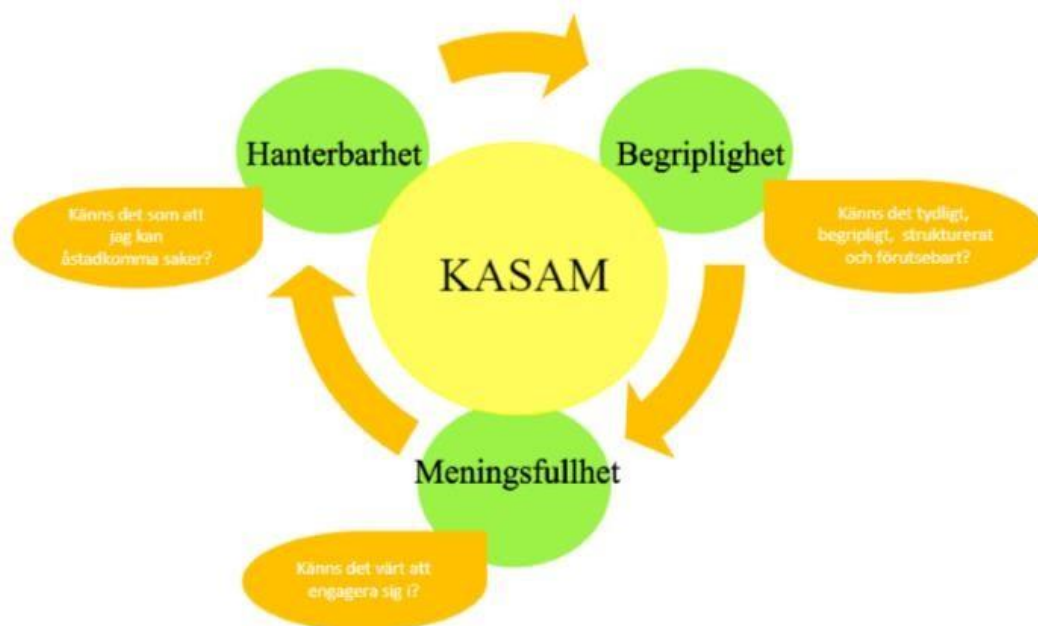 Hanterbarhet
Begriplighet
Känns det som att
jag kan
åstadkomma saker?
Känns det tydligt,
begripligt, strukturerat
och förutsebart?
KASAM
Meningsfullhet
Känns det värt att
engagera sig i?